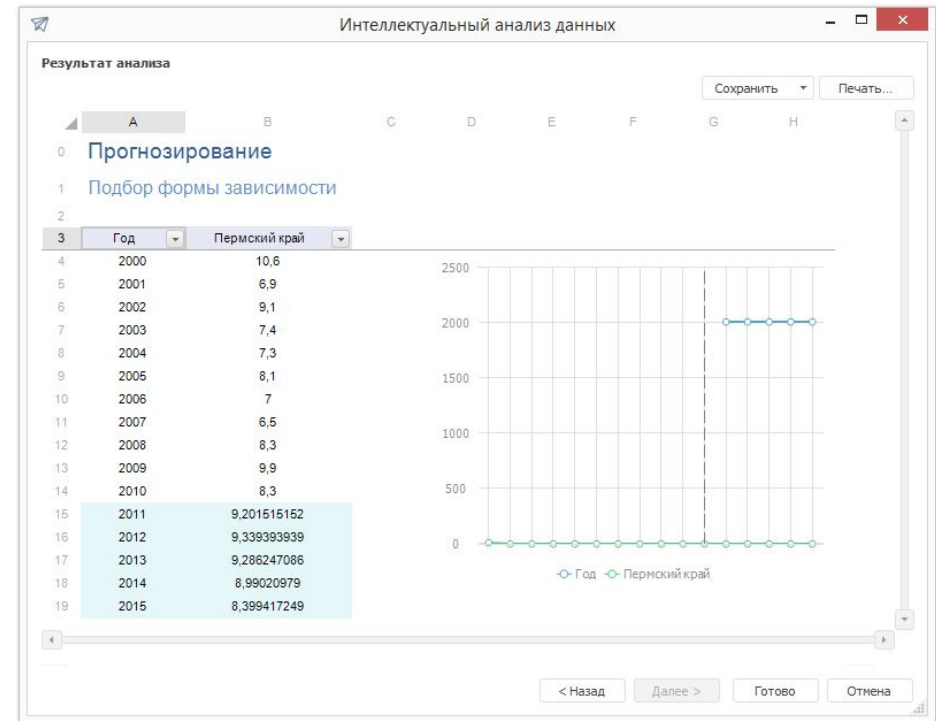 Интеллектуальный анализ данных
Результат анализа
Сохранить Печать...
A B C D E F G H
0 Прогнозирование
1 Подбор формы зависимости
2
3 Год Пермский край
4 2000 10,6
5 2001 6,9
6 2002 9,1
7 2003 7,4
8 2004 7,3
9 2005 8,1
10 2006 7
11 2007 6,5
12 2008 8,3
13 2009 9,9
14 2010 8,3
15 2011 9,201515152
16 2012 9,339393939
17 2013 9,286247086
18 2014 8,99020979
19 2015 8,399417249
2500
2000
1500
1000
500
0
Год Пермский край
< Назад Далее > Готово Отмена